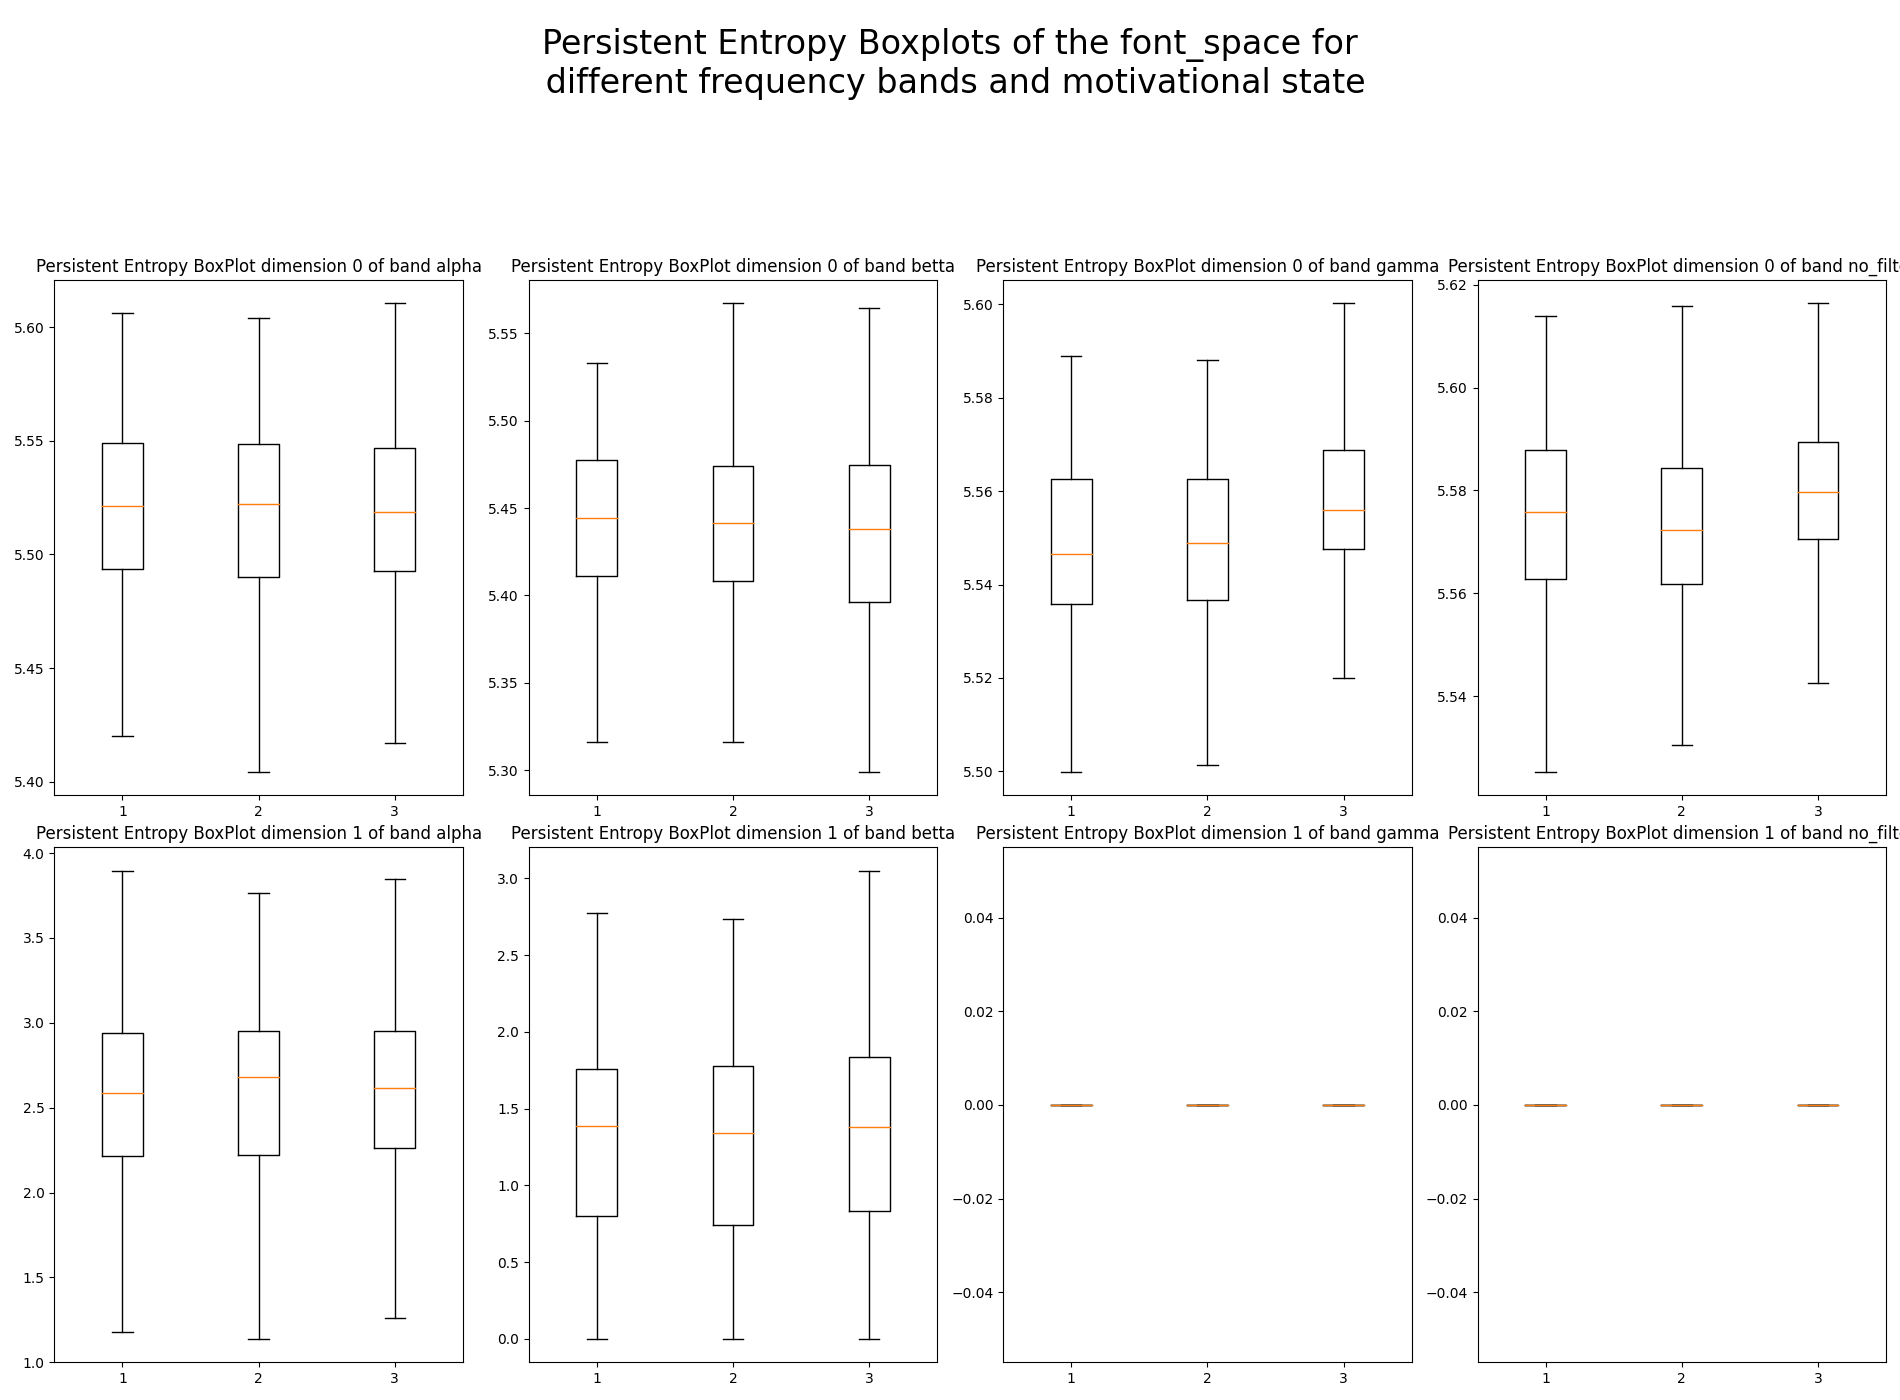 Persistent Entropy Boxplots of the font_space for
different frequency bands and motivational state
Persistent Entropy BoxPlot dimension 0 of band alpha
5.60
5.55
5.50
5.45
5.40
1 2 3
Persistent Entropy BoxPlot dimension 0 of band betta
5.55
5.50
5.45
5.40
5.35
5.30
1 2 3
Persistent Entropy BoxPlot dimension 0 of band gamma
5.60
5.58
5.56
5.54
5.52
5.50
1 2 3
Persistent Entropy BoxPlot dimension 0 of band no_filt
5.62
5.60
5.58
5.56
5.54
1 2 3
Persistent Entropy BoxPlot dimension 1 of band alpha
4.0
3.5
3.0
2.5
2.0
1.5
1.0
1 2 3
Persistent Entropy BoxPlot dimension 1 of band betta
3.0
2.5
2.0
1.5
1.0
0.5
0.0
1 2 3
Persistent Entropy BoxPlot dimension 1 of band gamma
0.04
0.02
0.00
−0.02
−0.04
1 2 3
Persistent Entropy BoxPlot dimension 1 of band no_filt
0.04
0.02
0.00
−0.02
−0.04
1 2 3